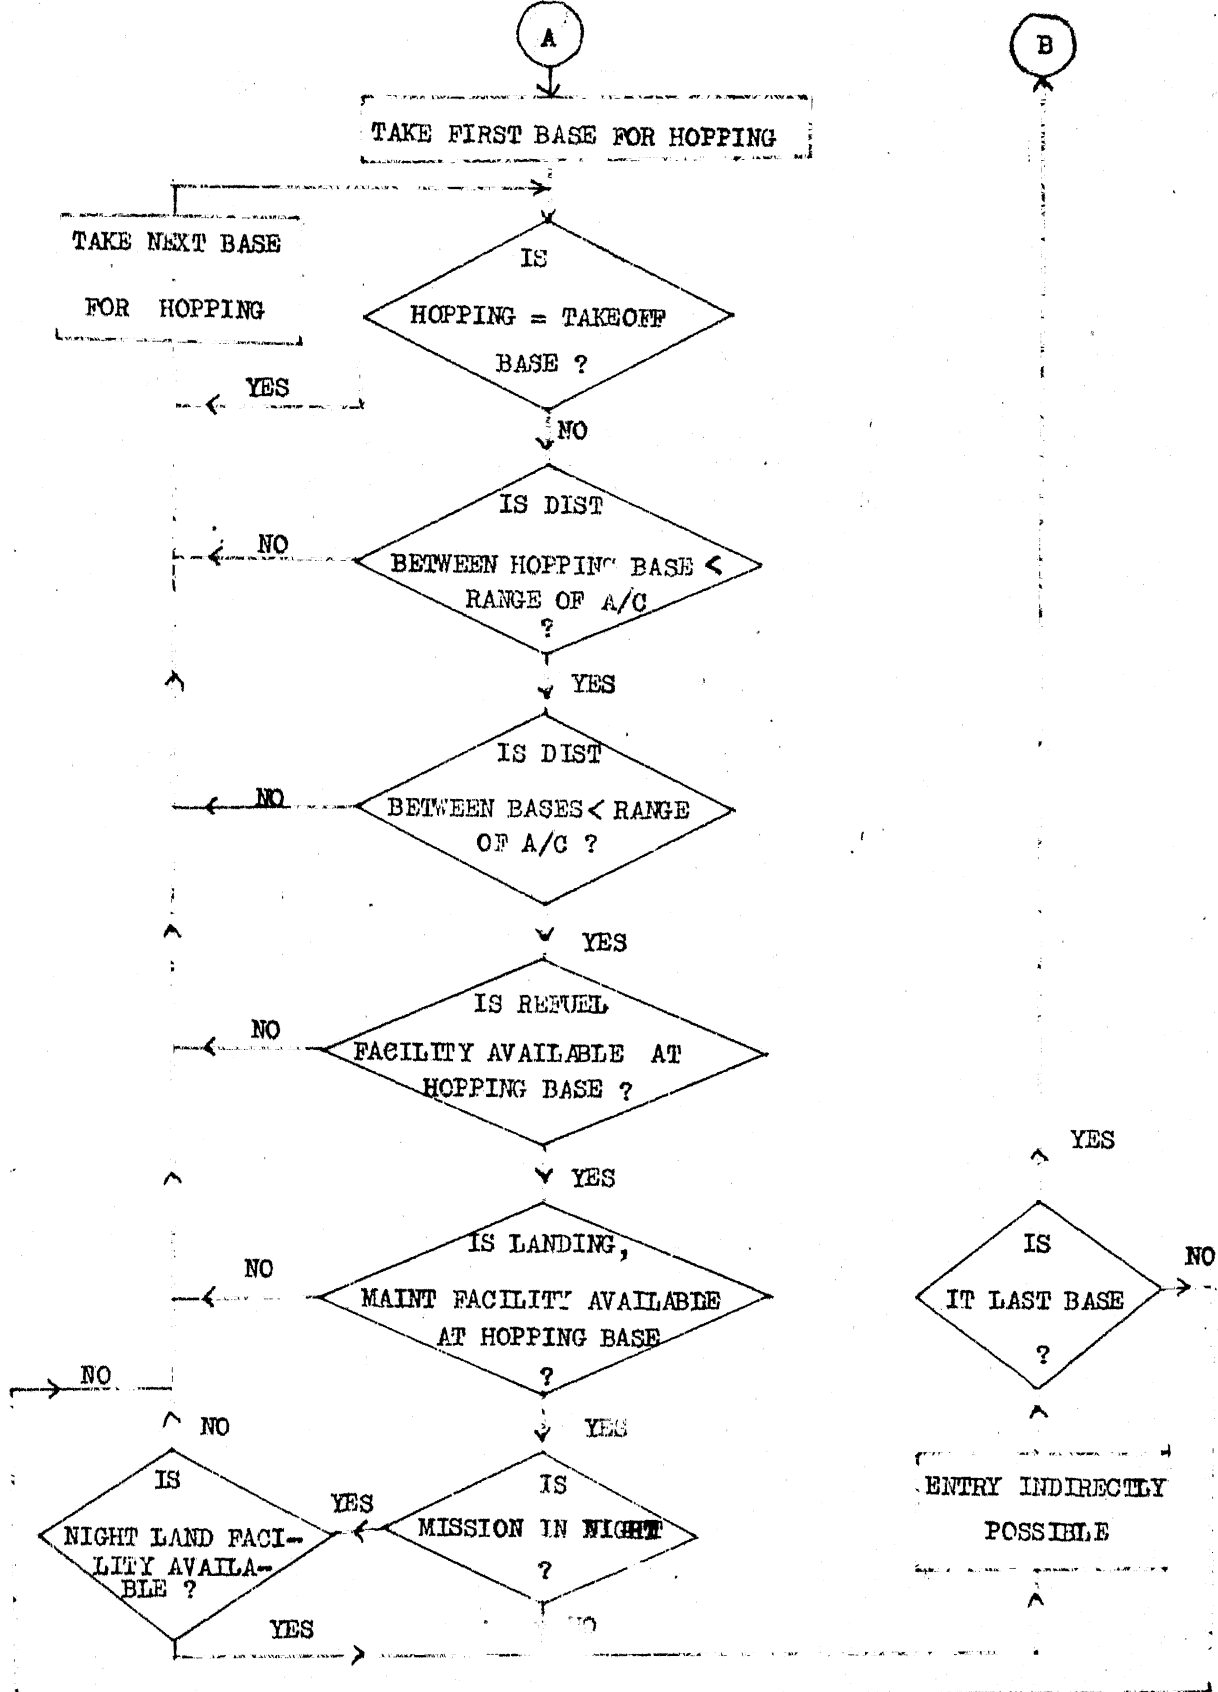 A
B
TAKE FIRST BASE FOR HOPPING
TAKE NEXT BASE
FOR HOPPING
IS
HOPPING = TAKEOFF
BASE ?
YES
NO
IS DIST
BETWEEN HOPPING BASE <
RANGE OF A/C
?
NO
YES
IS DIST
BETWEEN BASES < RANGE
OF A/C ?
NO
YES
IS REFUEL
FACILITY AVAILABLE AT
HOPPING BASE ?
NO
YES
IS LANDING,
MAINT FACILITY AVAILABLE
AT HOPPING BASE
?
NO
YES
IS
MISSION IN NIGHT
?
YES
NO
NO
NO
IS
NIGHT LAND FACI-
LITY AVAILA-
BLE ?
YES
ENTRY INDIRECTLY
POSSIBLE
IS
IT LAST BASE
?
YES
NO